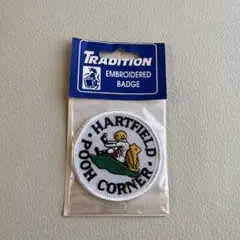 TRADITION
EMBROIDERED
BADGE
HARTFIELD
• POOH CORNER •